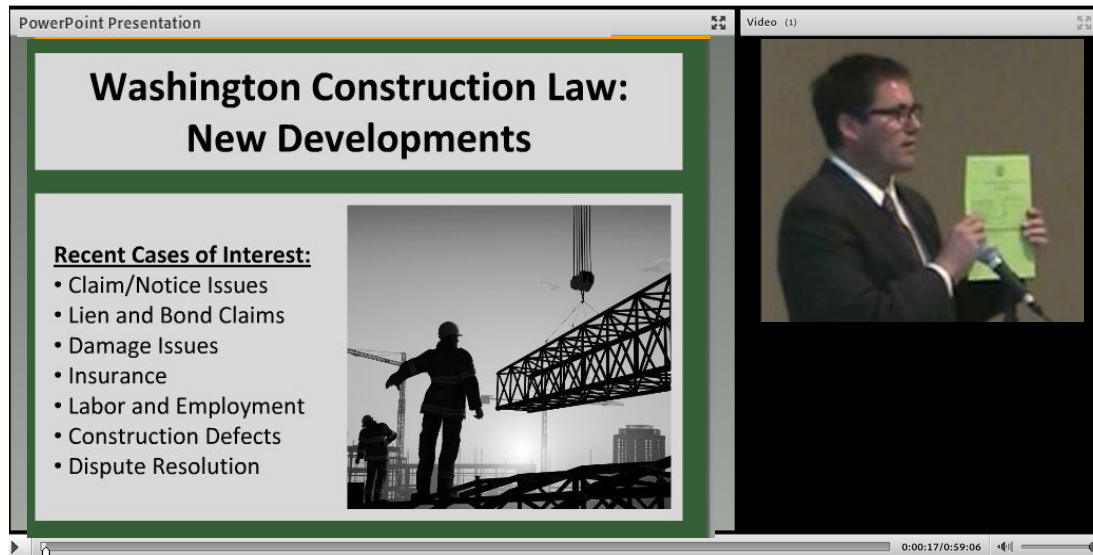 PowerPoint Presentation
Video (1)
Washington Construction Law:
New Developments
Recent Cases of Interest:
• Claim/Notice Issues
• Lien and Bond Claims
• Damage Issues
• Insurance
• Labor and Employment
• Construction Defects
• Dispute Resolution
0:00:17/0:59:06